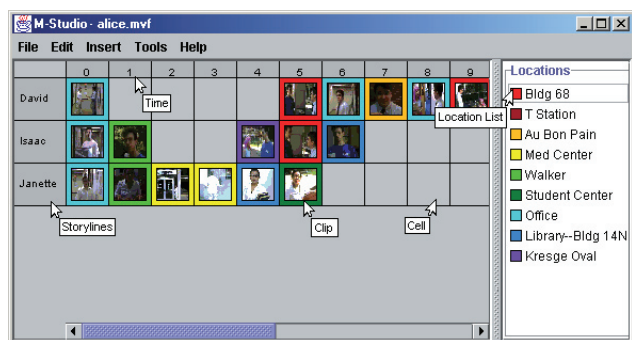 M-Studio - alice.mvf
File Edit Insert Tools Help
0 1 2 3 4 5 6 7 8 9
Time
David
Isaac
Janette
Storylines
Clip
Cell
Location List
Locations
Bldg 68
T Station
Au Bon Pain
Med Center
Walker
Student Center
Office
Library--Bldg 14N
Kresge Oval